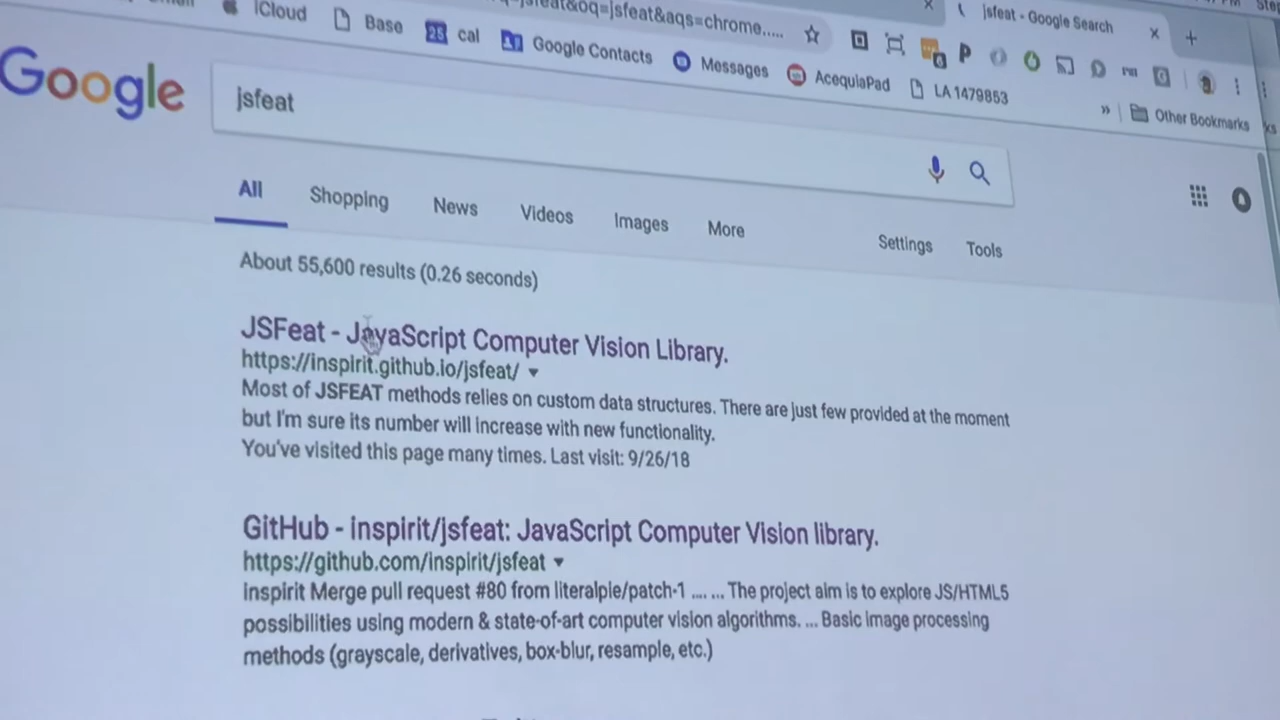 jsfeat&oq=jsfeat&aqs=chrome.....
jsfeat - Google Search
iCloud
Base
25 cal
Google Contacts
Messages
AcequiaPad
LA 1479853
» Other Bookmarks
Google
jsfeat
All Shopping News Videos Images More Settings Tools
About 55,600 results (0.26 seconds)
JSFeat - JavaScript Computer Vision Library.
https://inspirit.github.io/jsfeat/
Most of JSFEAT methods relies on custom data structures. There are just few provided at the moment
but I'm sure its number will increase with new functionality.
You've visited this page many times. Last visit: 9/26/18
GitHub - inspirit/jsfeat: JavaScript Computer Vision library.
https://github.com/inspirit/jsfeat
inspirit Merge pull request #80 from literalpie/patch-1 .... ... The project aim is to explore JS/HTML5
possibilities using modern & state-of-art computer vision algorithms. ... Basic image processing
methods (grayscale, derivatives, box-blur, resample, etc.)